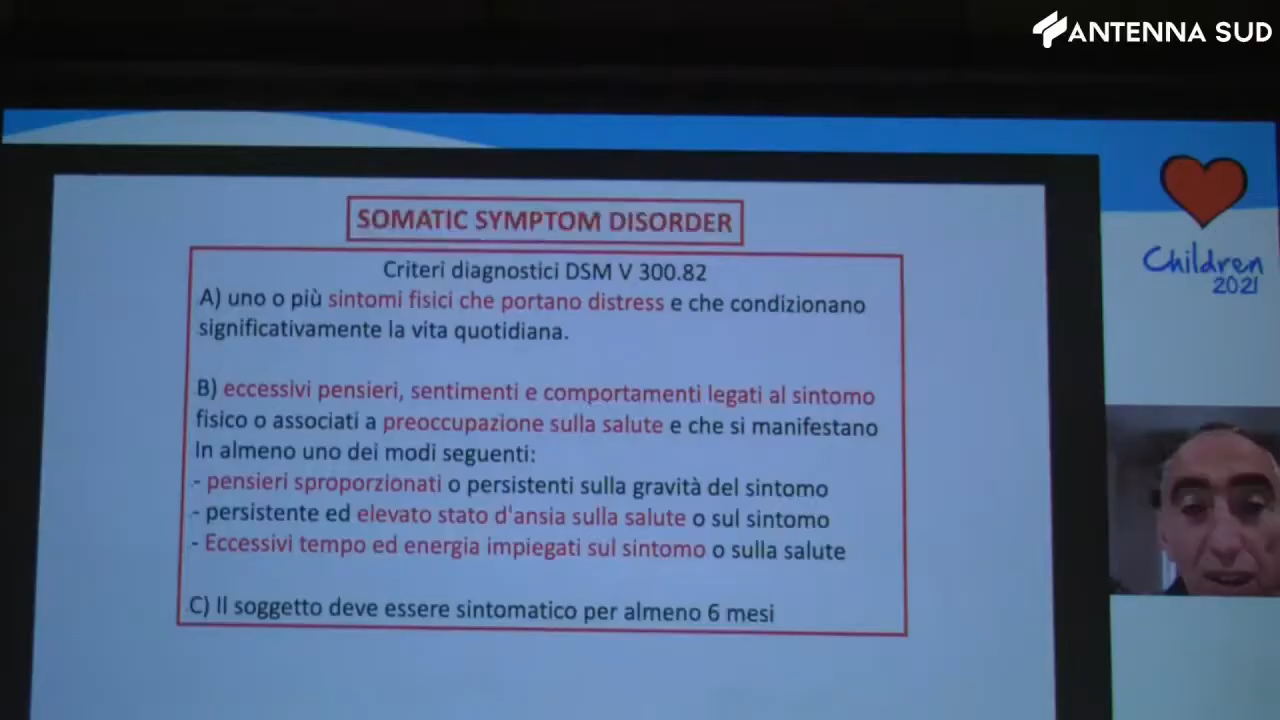 ANTENNA SUD
SOMATIC SYMPTOM DISORDER
Criteri diagnostici DSM V 300.82
A) uno o più sintomi fisici che portano distress e che condizionano
significativamente la vita quotidiana.
B) eccessivi pensieri, sentimenti e comportamenti legati al sintomo
fisico o associati a preoccupazione sulla salute e che si manifestano
In almeno uno dei modi seguenti:
- pensieri sproporzionati o persistenti sulla gravità del sintomo
- persistente ed elevato stato d'ansia sulla salute o sul sintomo
- Eccessivi tempo ed energia impiegati sul sintomo o sulla salute
C) Il soggetto deve essere sintomatico per almeno 6 mesi
Children
2021